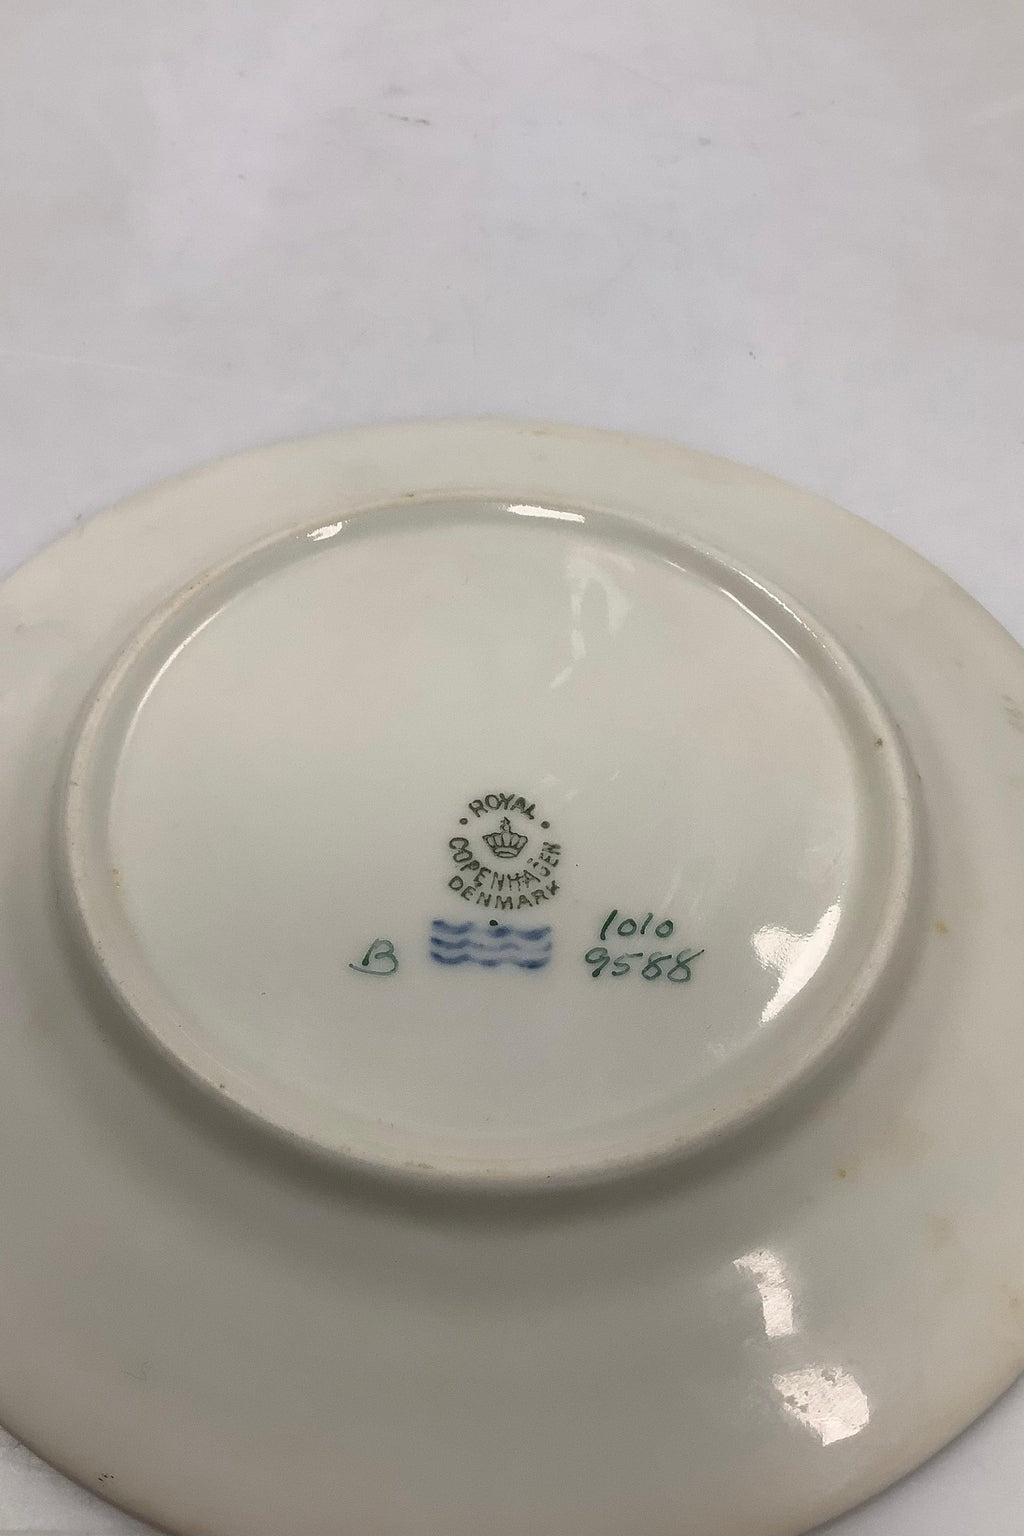 ROYAL
COPENHAGEN
DENMARK
1010
B 9588